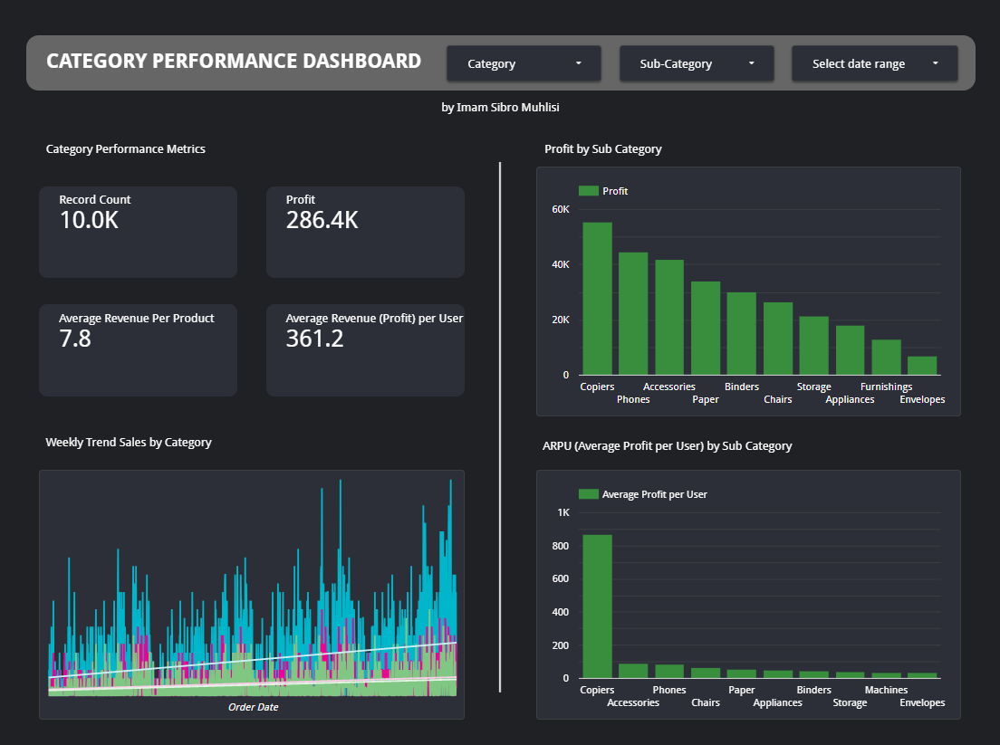 CATEGORY PERFORMANCE DASHBOARD
Category
Sub-Category
Select date range
by Imam Sibro Muhlisi
Category Performance Metrics
Record Count
10.0K
Profit
286.4K
Average Revenue Per Product
7.8
Average Revenue (Profit) per User
361.2
Weekly Trend Sales by Category
Order Date
Profit by Sub Category
Profit
60K
40K
20K
0
Copiers
Phones
Accessories
Paper
Binders
Chairs
Storage
Appliances
Furnishings
Envelopes
ARPU (Average Profit per User) by Sub Category
Average Profit per User
1K
800
600
400
200
0
Copiers
Accessories
Phones
Chairs
Paper
Appliances
Binders
Storage
Machines
Envelopes